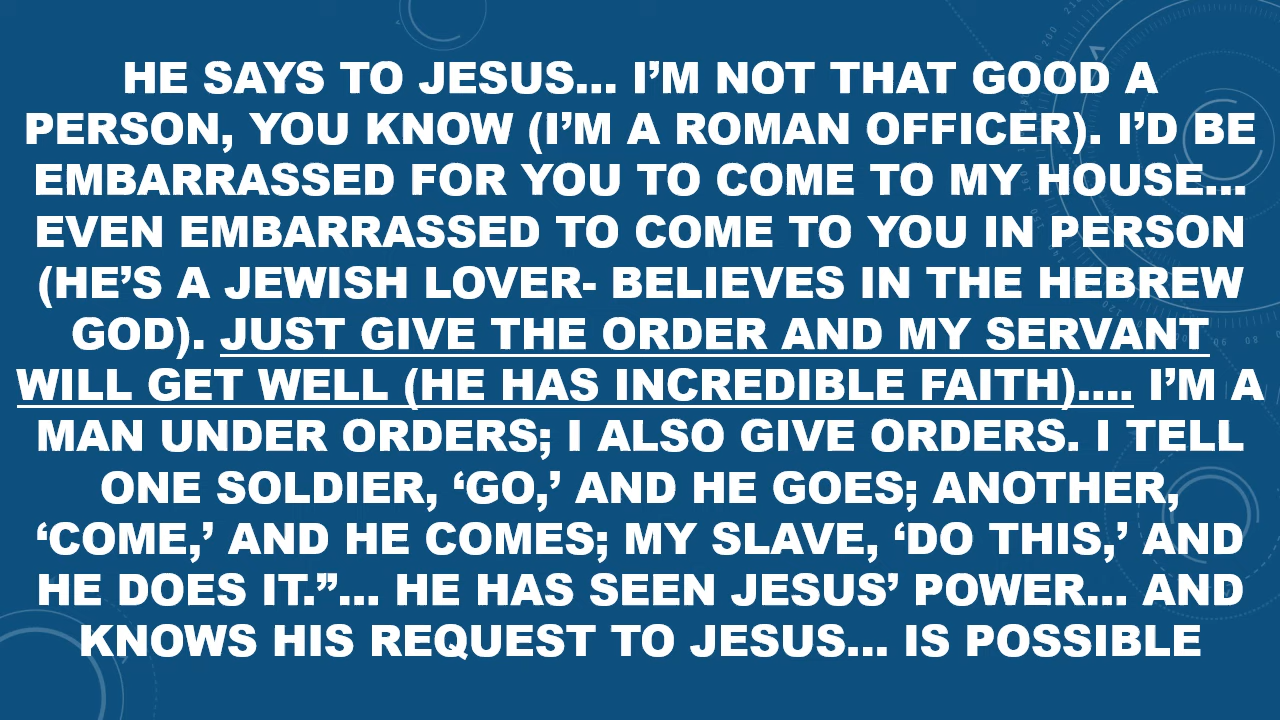 HE SAYS TO JESUS... I’M NOT THAT GOOD A
PERSON, YOU KNOW (I’M A ROMAN OFFICER). I’D BE
EMBARRASSED FOR YOU TO COME TO MY HOUSE...
EVEN EMBARRASSED TO COME TO YOU IN PERSON
(HE’S A JEWISH LOVER- BELIEVES IN THE HEBREW
GOD). JUST GIVE THE ORDER AND MY SERVANT
WILL GET WELL (HE HAS INCREDIBLE FAITH).... I’M A
MAN UNDER ORDERS; I ALSO GIVE ORDERS. I TELL
ONE SOLDIER, ‘GO,’ AND HE GOES; ANOTHER,
‘COME,’ AND HE COMES; MY SLAVE, ‘DO THIS,’ AND
HE DOES IT.”... HE HAS SEEN JESUS’ POWER... AND
KNOWS HIS REQUEST TO JESUS... IS POSSIBLE